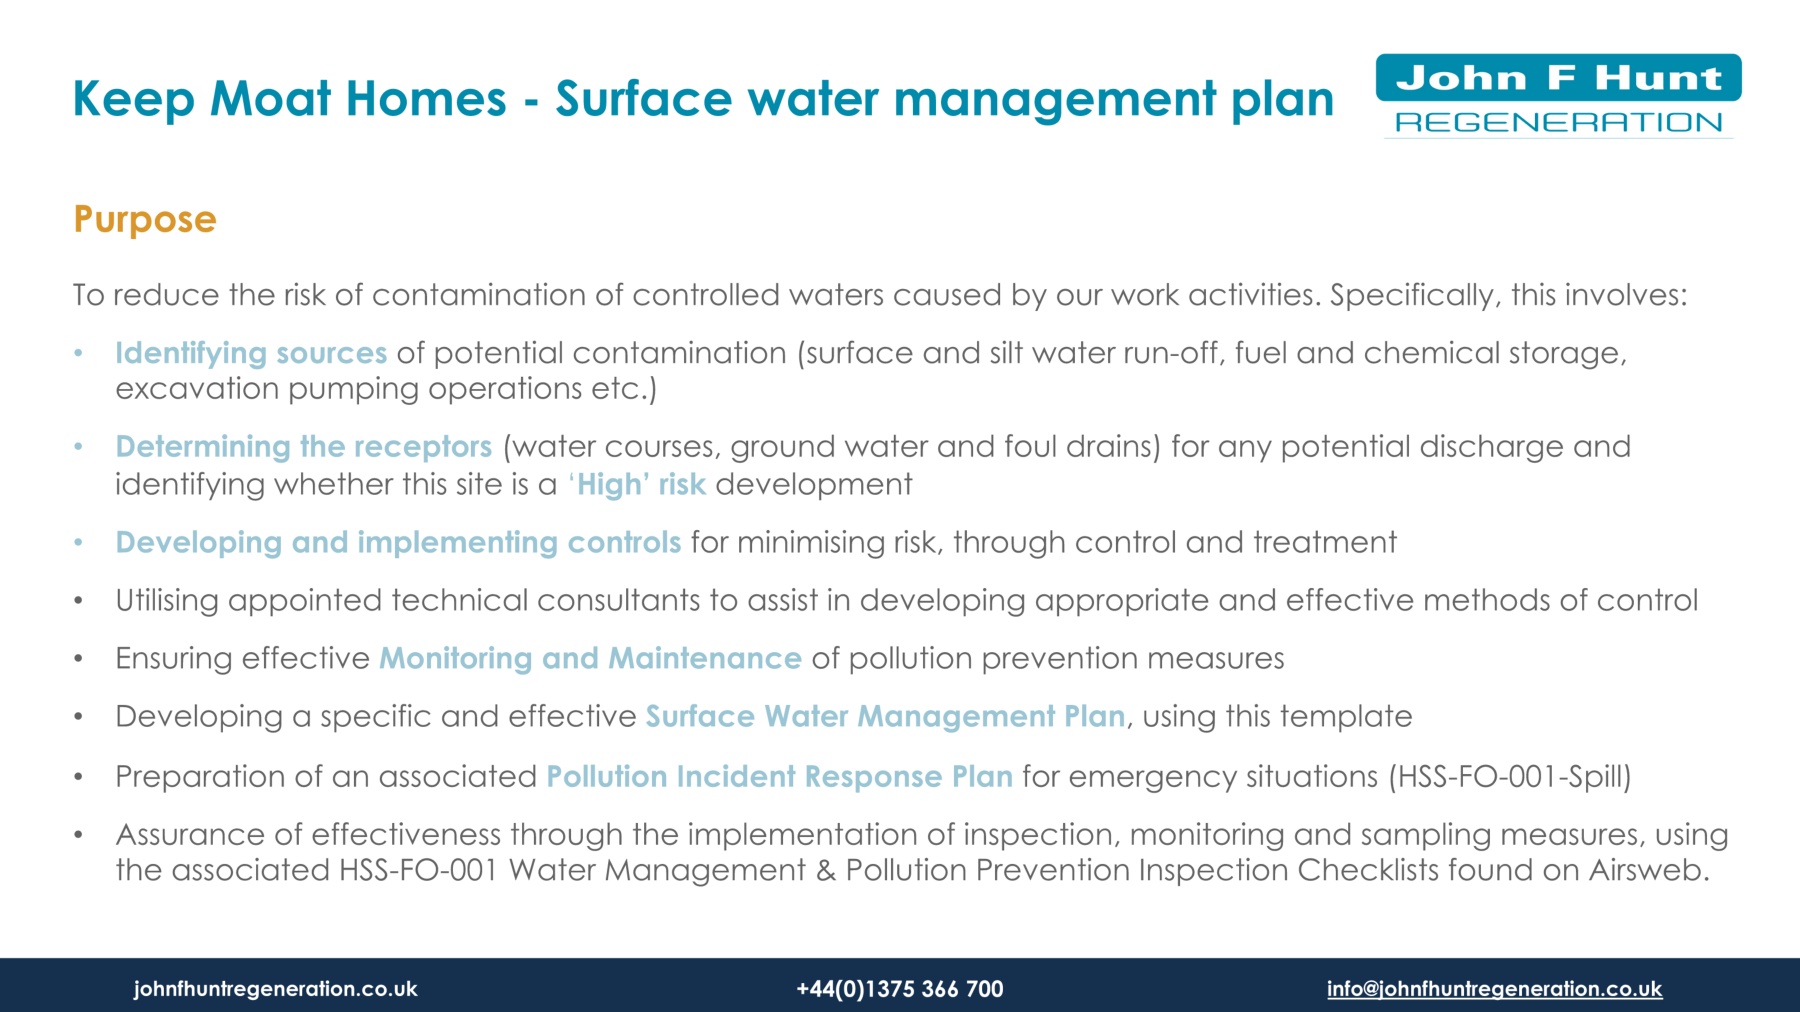 Keep Moat Homes - Surface water management plan
John F Hunt
REGENERATION
Purpose
To reduce the risk of contamination of controlled waters caused by our work activities. Specifically, this involves:
• Identifying sources of potential contamination (surface and silt water run-off, fuel and chemical storage,
excavation pumping operations etc.)
• Determining the receptors (water courses, ground water and foul drains) for any potential discharge and
identifying whether this site is a ‘High’ risk development
• Developing and implementing controls for minimising risk, through control and treatment
• Utilising appointed technical consultants to assist in developing appropriate and effective methods of control
• Ensuring effective Monitoring and Maintenance of pollution prevention measures
• Developing a specific and effective Surface Water Management Plan, using this template
• Preparation of an associated Pollution Incident Response Plan for emergency situations (HSS-FO-001-Spill)
• Assurance of effectiveness through the implementation of inspection, monitoring and sampling measures, using
the associated HSS-FO-001 Water Management & Pollution Prevention Inspection Checklists found on Airsweb.
johnfhuntregeneration.co.uk
+44(0)1375 366 700
info@johnfhuntregeneration.co.uk